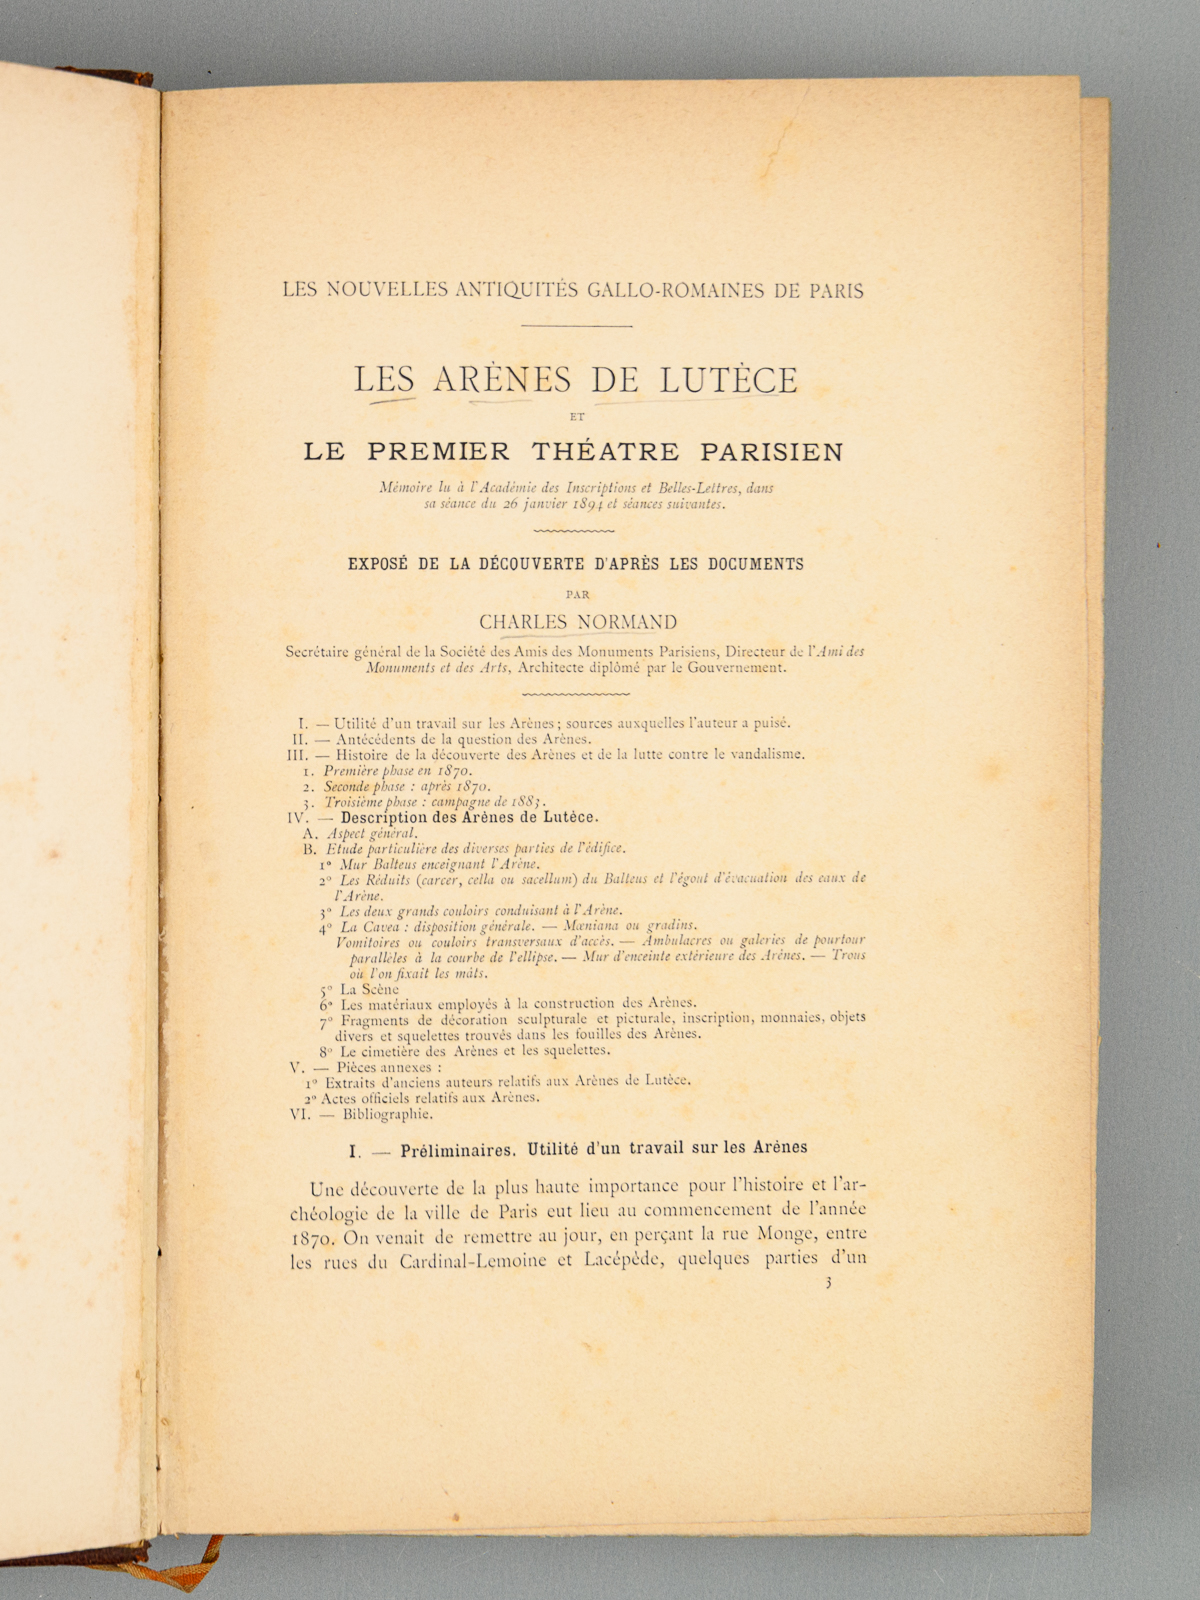 LES NOUVELLES ANTIQUITÉS GALLO-ROMAINES DE PARIS
LES ARÈNES DE LUTÈCE
ET
LE PREMIER THÉATRE PARISIEN
Mémoire lu à l'Académie des Inscriptions et Belles-Lettres, dans
sa séance du 26 janvier 1894 et séances suivantes.
EXPOSÉ DE LA DÉCOUVERTE D'APRÈS LES DOCUMENTS
PAR
CHARLES NORMAND
Secrétaire général de la Société des Amis des Monuments Parisiens, Directeur de l'Ami des
Monuments et des Arts, Architecte diplômé par le Gouvernement.
I. — Utilité d'un travail sur les Arènes ; sources auxquelles l'auteur a puisé.
II. — Antécédents de la question des Arènes.
III. — Histoire de la découverte des Arènes et de la lutte contre le vandalisme.
1. Première phase en 1870.
2. Seconde phase : après 1870.
3. Troisième phase : campagne de 1883.
IV. — Description des Arènes de Lutèce.
A. Aspect général.
B. Etude particulière des diverses parties de l'édifice.
1° Mur Balteus enceignant l'Arène.
2° Les Réduits (carcer, cella ou sacellum) du Balteus et l'égout d'évacuation des eaux de
l'Arène.
3° Les deux grands couloirs conduisant à l'Arène.
4° La Cavea : disposition générale. — Mœniana ou gradins.
Vomitoires ou couloirs transversaux d'accès. — Ambulacres ou galeries de pourtour
parallèles à la courbe de l'ellipse. — Mur d'enceinte extérieure des Arènes. — Trous
où l'on fixait les mâts.
5° La Scène
6° Les matériaux employés à la construction des Arènes.
7° Fragments de décoration sculpturale et picturale, inscription, monnaies, objets
divers et squelettes trouvés dans les fouilles des Arènes.
8° Le cimetière des Arènes et les squelettes.
V. — Pièces annexes :
1° Extraits d'anciens auteurs relatifs aux Arènes de Lutèce.
2° Actes officiels relatifs aux Arènes.
VI. — Bibliographie.
I. — Préliminaires. Utilité d'un travail sur les Arènes
Une découverte de la plus haute importance pour l'histoire et l'ar-
chéologie de la ville de Paris eut lieu au commencement de l'année
1870. On venait de remettre au jour, en perçant la rue Monge, entre
les rues du Cardinal-Lemoine et Lacépède, quelques parties d'un
3